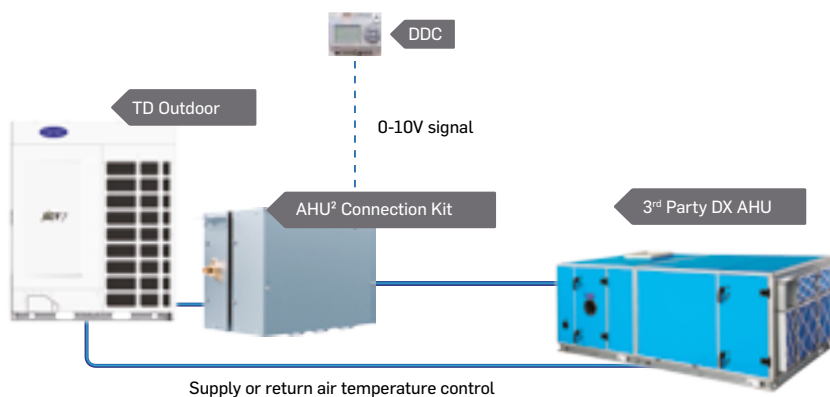 DDC
TD Outdoor
0-10V signal
AHU² Connection Kit
3rd Party DX AHU
Supply or return air temperature control